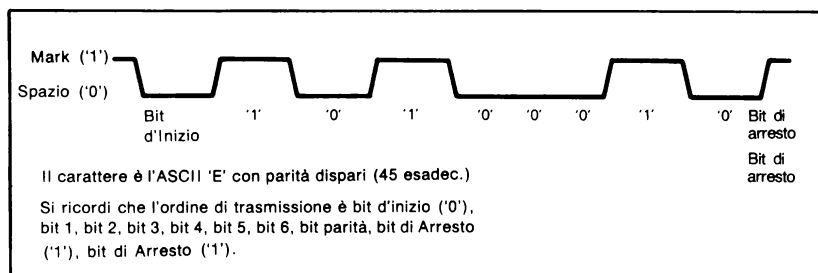 Mark ('1')
Spazio ('0')
Bit d'Inizio '1' '0' '1' '0' '0' '0' '1' '0' Bit di arresto
Bit di arresto
Il carattere è l'ASCII 'E' con parità dispari (45 esadec.)
Si ricordi che l'ordine di trasmissione è bit d'inizio ('0'),
bit 1, bit 2, bit 3, bit 4, bit 5, bit 6, bit parità, bit di Arresto
('1'), bit di Arresto ('1').